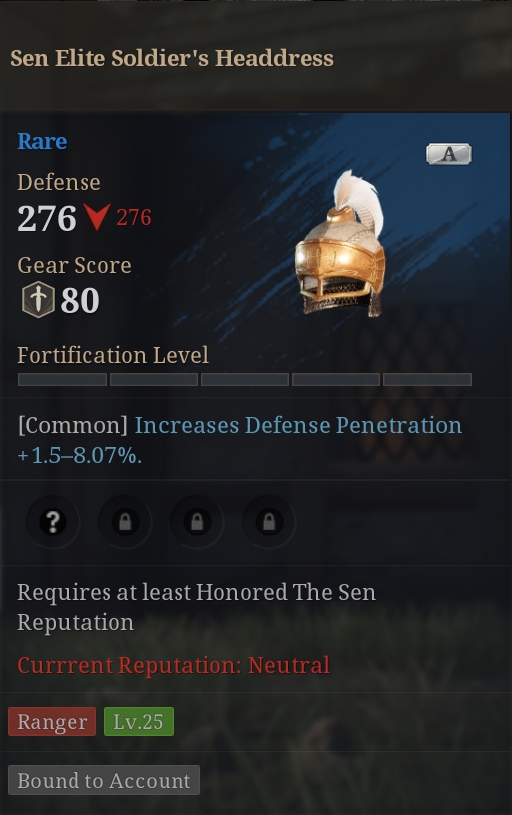 Sen Elite Soldier's Headdress
Rare
A
Defense
276 276
Gear Score
80
Fortification Level
[Common] Increases Defense Penetration
+1.5–8.07%.
?
Requires at least Honored The Sen
Reputation
Currrent Reputation: Neutral
Ranger Lv.25
Bound to Account